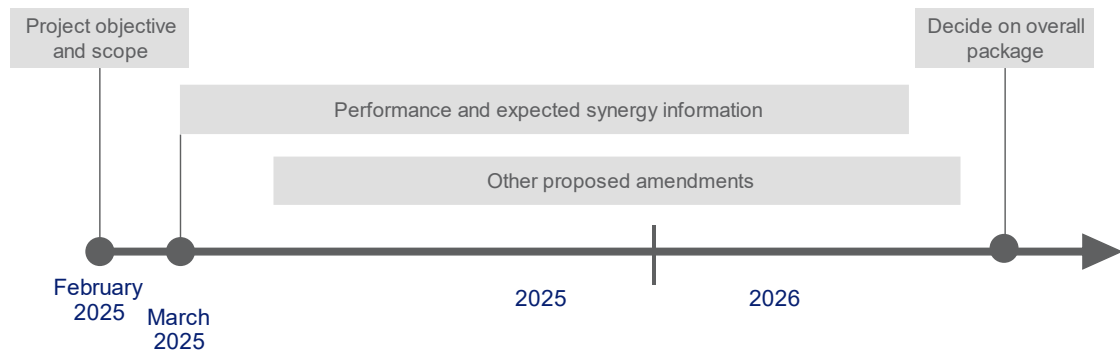 Project objective
and scope
Decide on overall
package
Performance and expected synergy information
Other proposed amendments
February
2025
March
2025
2025
2026